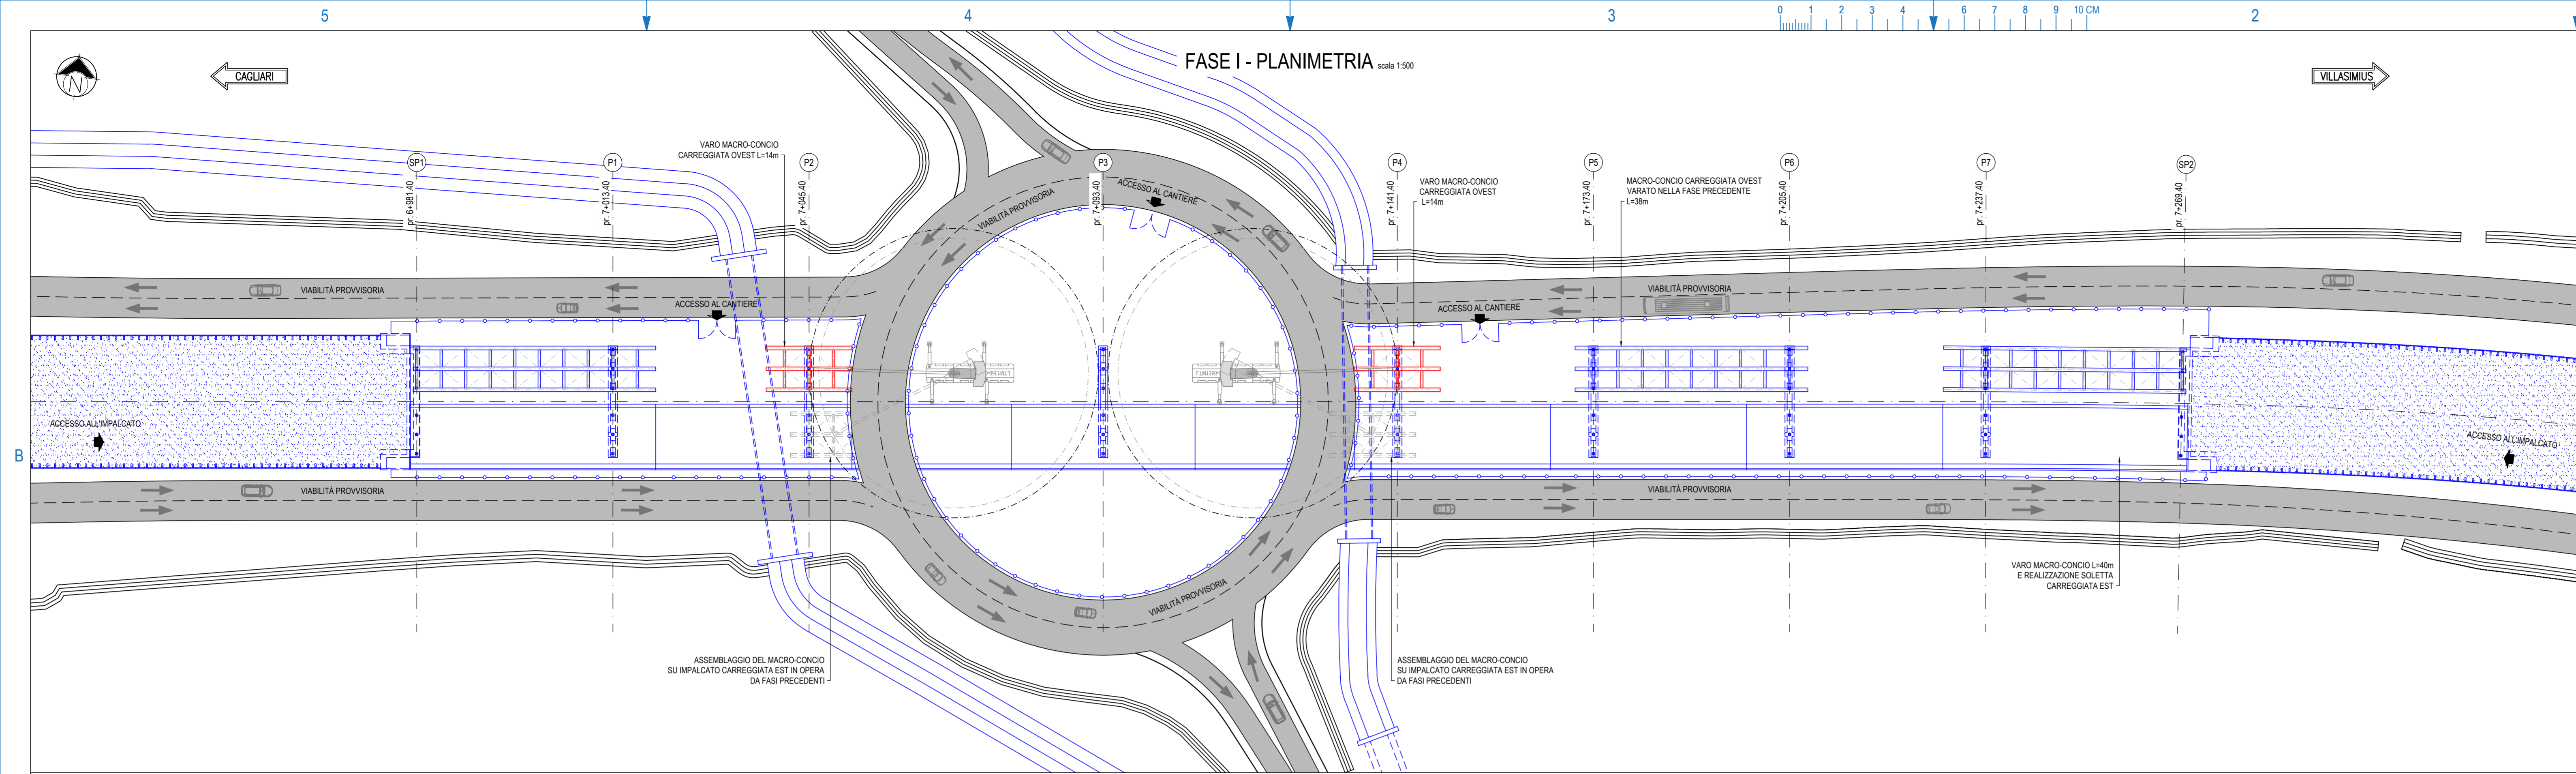 5
4
3
2
0 1 2 3 4 6 7 8 9 10 CM
N
CAGLIARI
FASE I - PLANIMETRIA scala 1:500
VILLASIMIUS
VARO MACRO-CONCIO
CARREGGIATA OVEST L=14m
SP1
P1
P2
P3
P4
P5
P6
P7
SP2
pr. 6+981.40
pr. 7+013.40
pr. 7+045.40
pr. 7+093.40
pr. 7+141.40
pr. 7+173.40
pr. 7+205.40
pr. 7+237.40
pr. 7+269.40
VIABILITÀ PROVVISORIA
ACCESSO AL CANTIERE
VARO MACRO-CONCIO
CARREGGIATA OVEST
L=14m
MACRO-CONCIO CARREGGIATA OVEST
VARATO NELLA FASE PRECEDENTE
L=38m
VIABILITÀ PROVVISORIA
ACCESSO AL CANTIERE
ACCESSO AL CANTIERE
VIABILITÀ PROVVISORIA
ACCESSO ALL'IMPALCATO
ACCESSO ALL'IMPALCATO
B
VIABILITÀ PROVVISORIA
VIABILITÀ PROVVISORIA
VIABILITÀ PROVVISORIA
VARO MACRO-CONCIO L=40m
E REALIZZAZIONE SOLETTA
CARREGGIATA EST
ASSEMBLAGGIO DEL MACRO-CONCIO
SU IMPALCATO CARREGGIATA EST IN OPERA
DA FASI PRECEDENTI
ASSEMBLAGGIO DEL MACRO-CONCIO
SU IMPALCATO CARREGGIATA EST IN OPERA
DA FASI PRECEDENTI